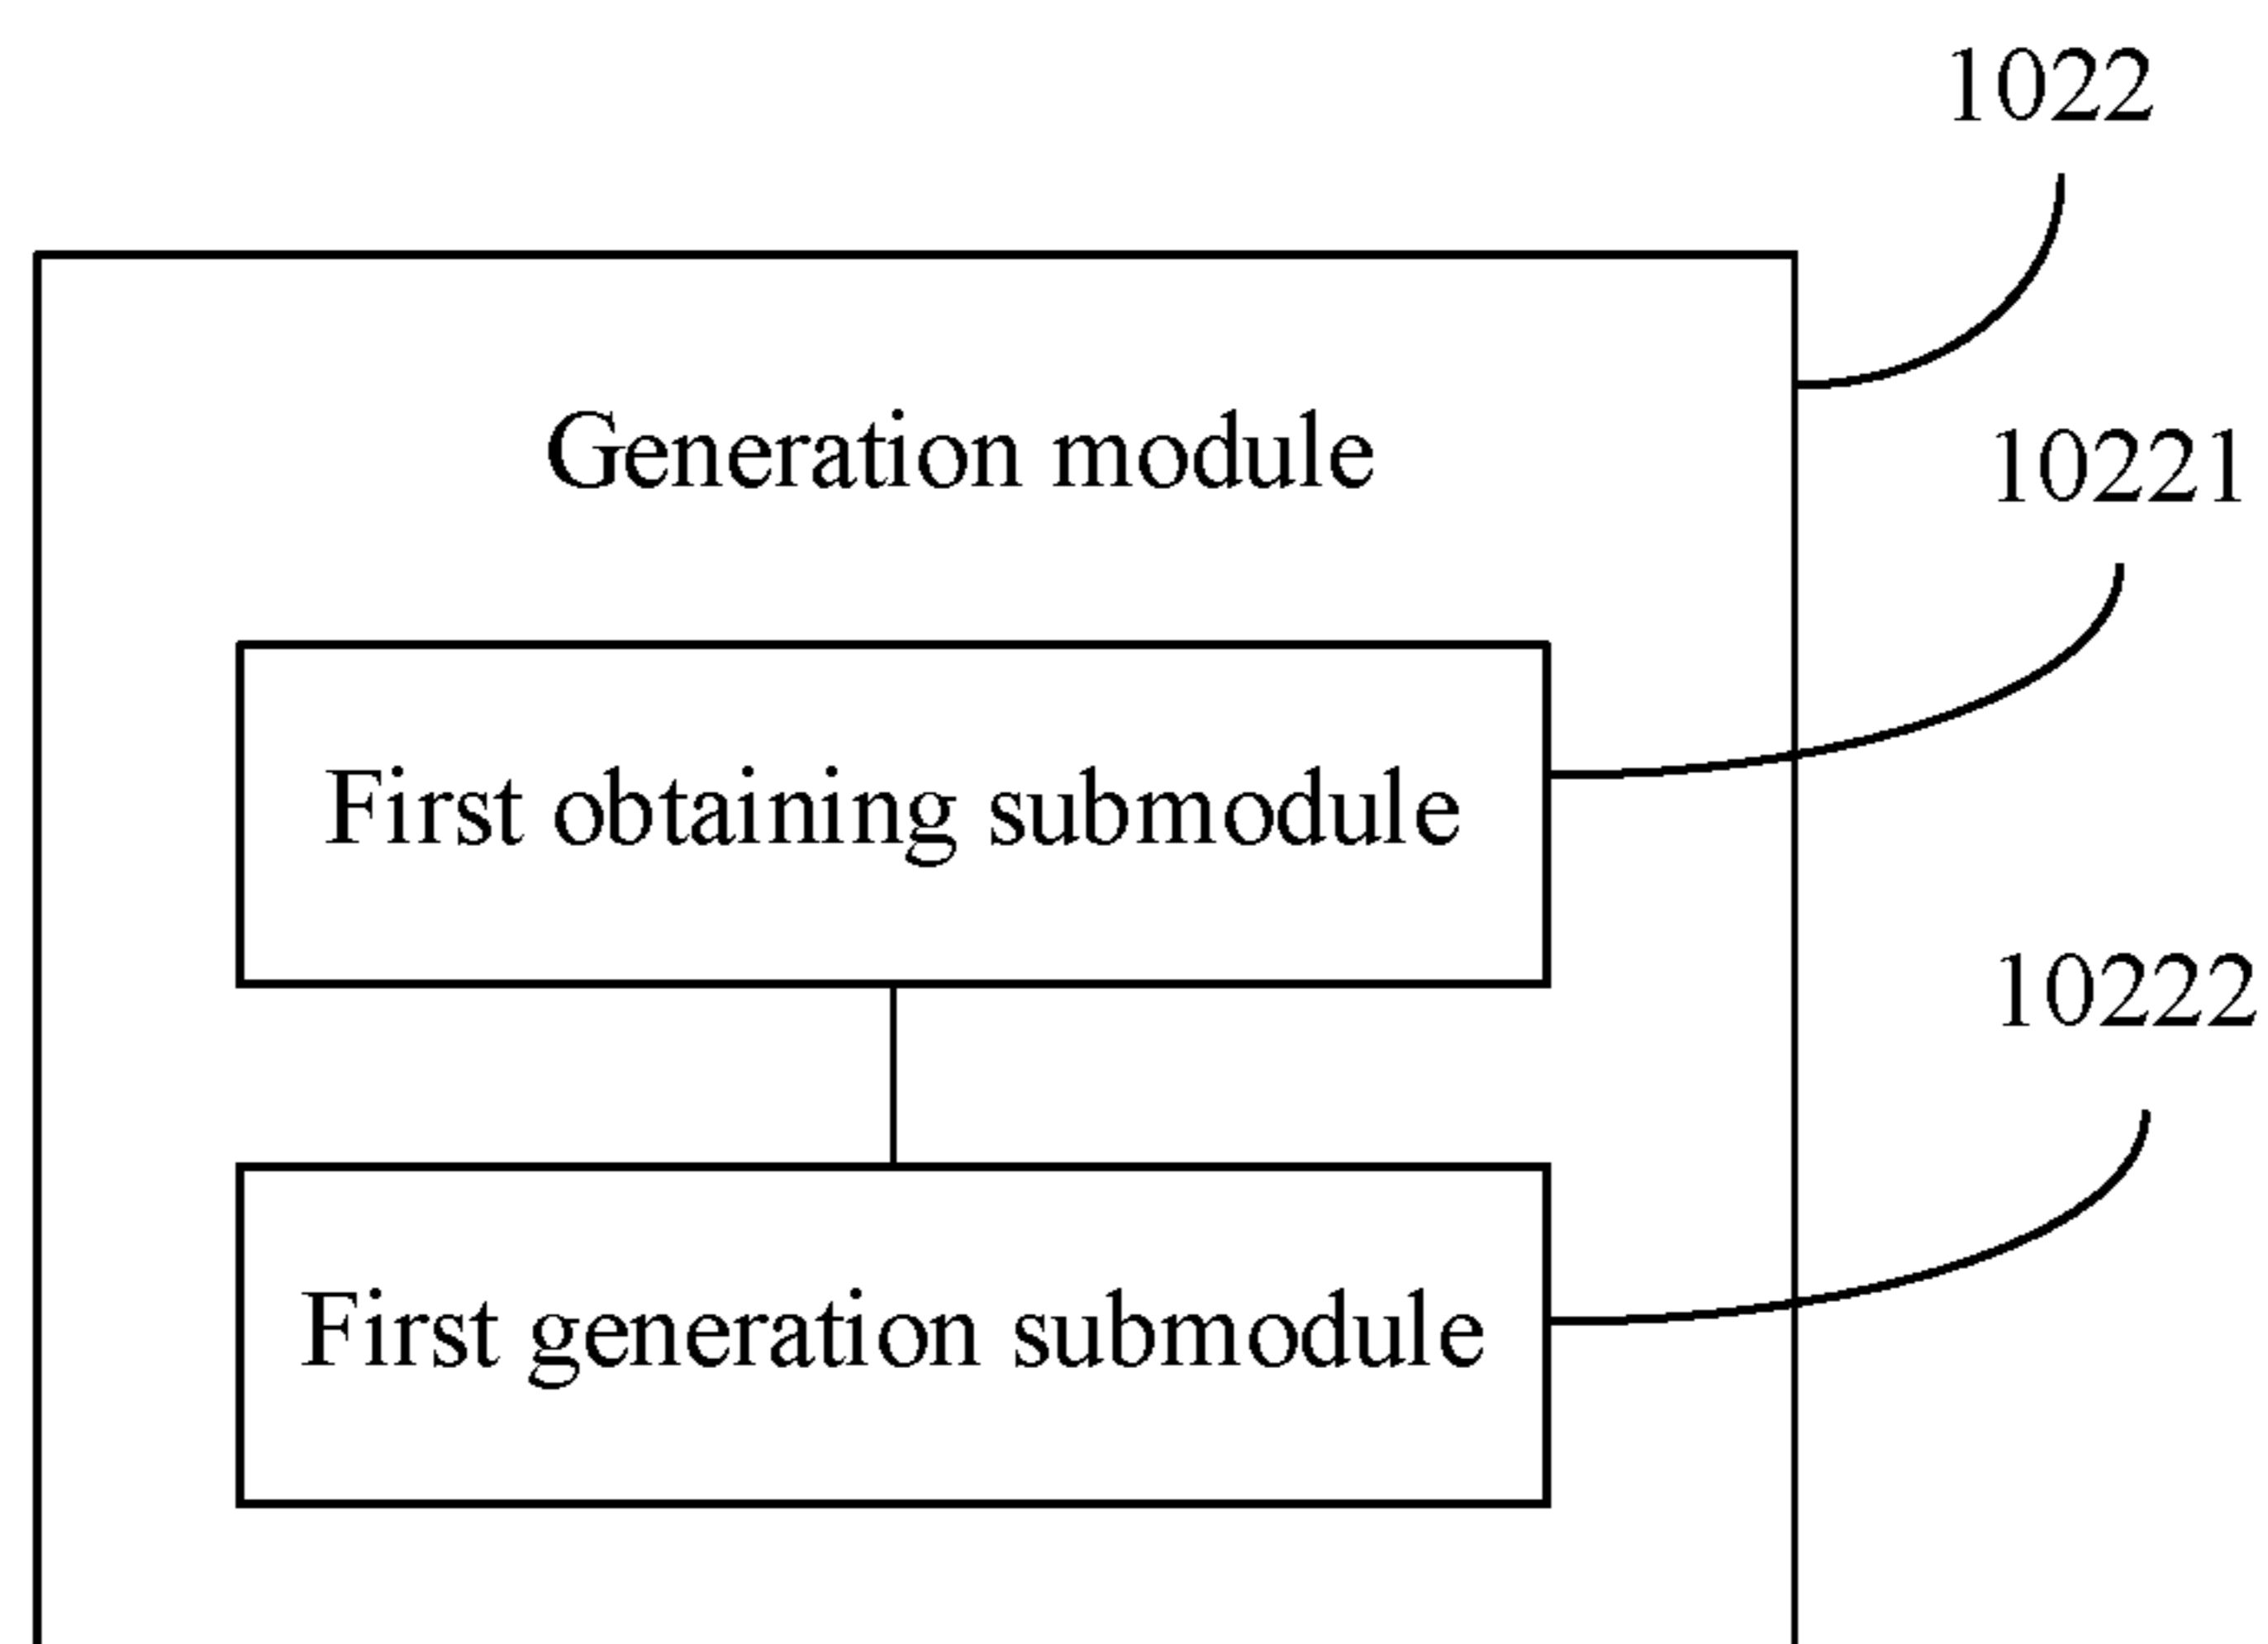 1022
Generation module
10221
First obtaining submodule
10222
First generation submodule